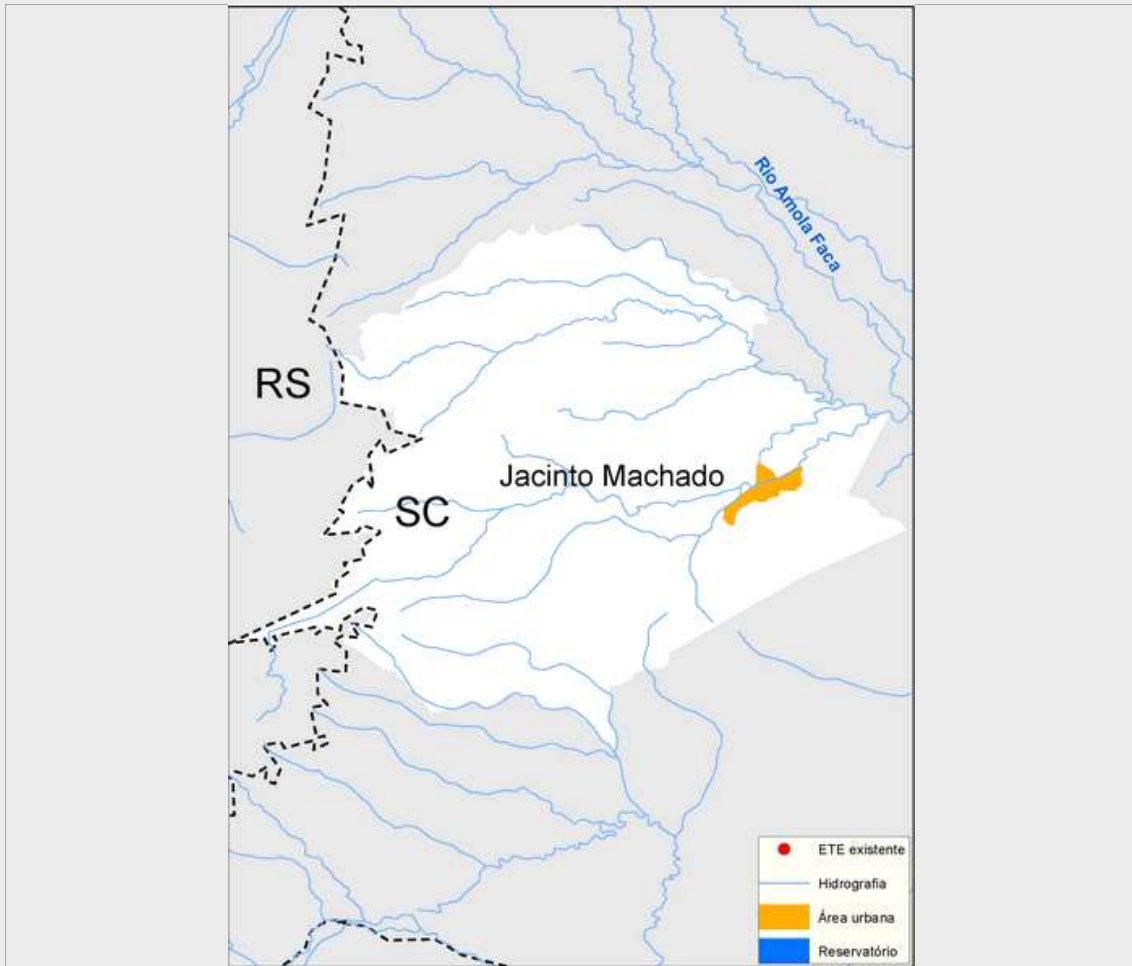 Rio Amola Faca
RS
Jacinto Machado
SC
ETE existente
Hidrografia
Área urbana
Reservatório